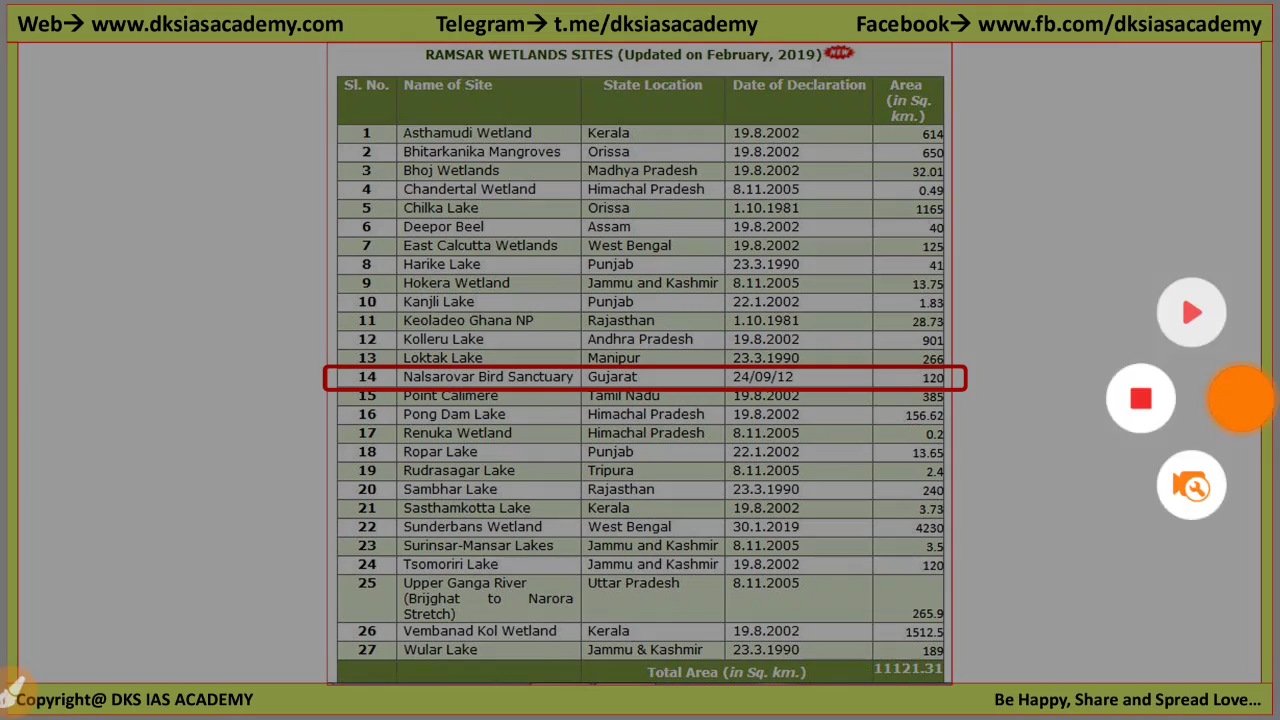 Web→ www.dksiasacademy.com Telegram→ t.me/dksiasacademy Facebook→ www.fb.com/dksiasacademy
RAMSAR WETLANDS SITES (Updated on February, 2019) NEW
Sl. No. Name of Site State Location Date of Declaration Area
(in Sq.
km.)
1 Asthamudi Wetland Kerala 19.8.2002 614
2 Bhitarkanika Mangroves Orissa 19.8.2002 650
3 Bhoj Wetlands Madhya Pradesh 19.8.2002 32.01
4 Chandertal Wetland Himachal Pradesh 8.11.2005 0.49
5 Chilka Lake Orissa 1.10.1981 1165
6 Deepor Beel Assam 19.8.2002 40
7 East Calcutta Wetlands West Bengal 19.8.2002 125
8 Harike Lake Punjab 23.3.1990 41
9 Hokera Wetland Jammu and Kashmir 8.11.2005 13.75
10 Kanjli Lake Punjab 22.1.2002 1.83
11 Keoladeo Ghana NP Rajasthan 1.10.1981 28.73
12 Kolleru Lake Andhra Pradesh 19.8.2002 901
13 Loktak Lake Manipur 23.3.1990 266
14 Nalsarovar Bird Sanctuary Gujarat 24/09/12 120
15 Point Calimere Tamil Nadu 19.8.2002 385
16 Pong Dam Lake Himachal Pradesh 19.8.2002 156.62
17 Renuka Wetland Himachal Pradesh 8.11.2005 0.2
18 Ropar Lake Punjab 22.1.2002 13.65
19 Rudrasagar Lake Tripura 8.11.2005 2.4
20 Sambhar Lake Rajasthan 23.3.1990 240
21 Sasthamkotta Lake Kerala 19.8.2002 3.73
22 Sunderbans Wetland West Bengal 30.1.2019 4230
23 Surinsar-Mansar Lakes Jammu and Kashmir 8.11.2005 3.5
24 Tsomoriri Lake Jammu and Kashmir 19.8.2002 120
25 Upper Ganga River Uttar Pradesh 8.11.2005
(Brijghat to Narora
Stretch) 265.9
26 Vembanad Kol Wetland Kerala 19.8.2002 1512.5
27 Wular Lake Jammu & Kashmir 23.3.1990 189
Total Area (in Sq. km.) 11121.31
Copyright@ DKS IAS ACADEMY Be Happy, Share and Spread Love...